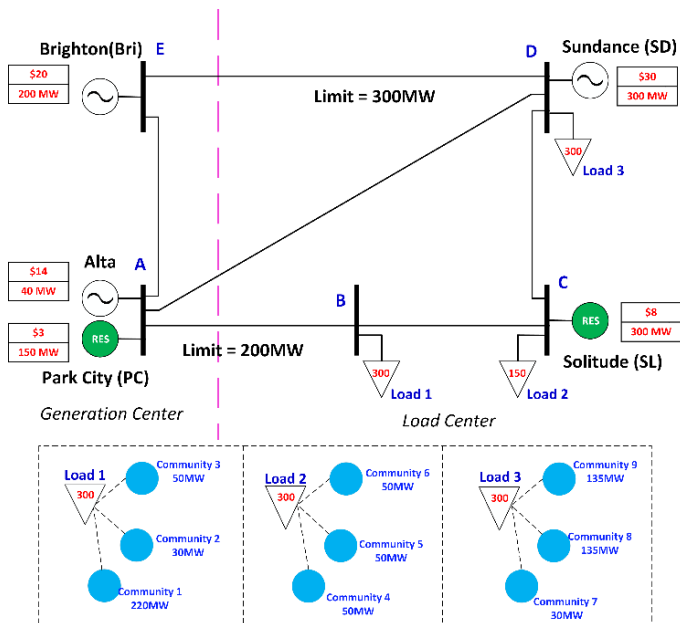 Brighton(Bri)
E
D
Sundance (SD)
$20
200 MW
$30
300 MW
Limit = 300MW
300
Load 3
Alta
A
$14
40 MW
$3
150 MW
RES
Park City (PC)
Limit = 200MW
B
C
RES
$8
300 MW
Solitude (SL)
300
Load 1
150
Load 2
Generation Center
Load Center
Load 1
300
Community 3
50MW
Community 2
30MW
Community 1
220MW
Load 2
300
Community 6
50MW
Community 5
50MW
Community 4
50MW
Load 3
300
Community 9
135MW
Community 8
135MW
Community 7
30MW